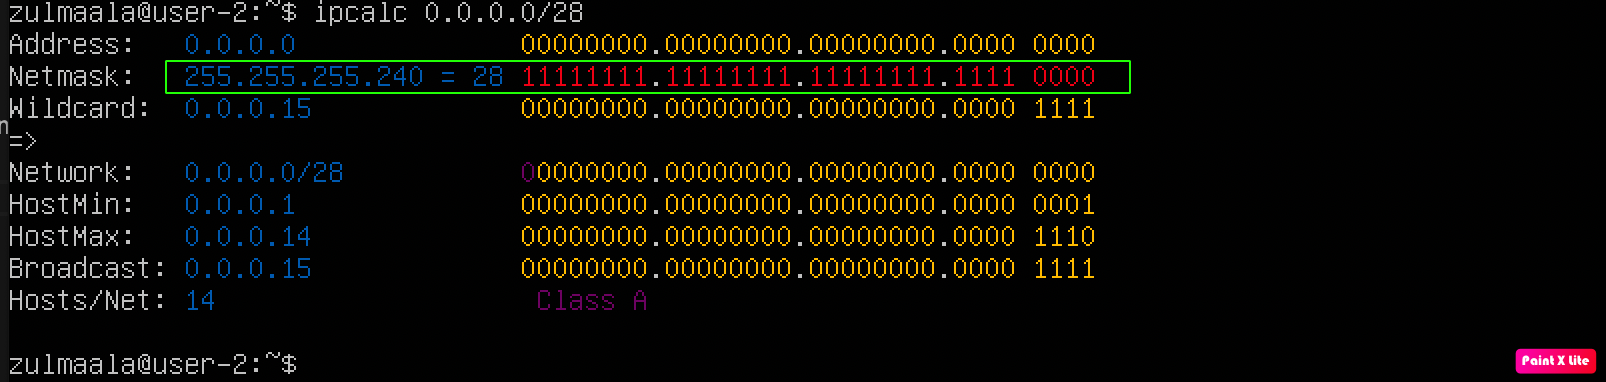 zulmaala@user-2:~$ ipcalc 0.0.0.0/28
Address: 0.0.0.0 00000000.00000000.00000000.0000 0000
Netmask: 255.255.255.240 = 28 11111111.11111111.11111111.1111 0000
Wildcard: 0.0.0.15 00000000.00000000.00000000.0000 1111
=>
Network: 0.0.0.0/28 00000000.00000000.00000000.0000 0000
HostMin: 0.0.0.1 00000000.00000000.00000000.0000 0001
HostMax: 0.0.0.14 00000000.00000000.00000000.0000 1110
Broadcast: 0.0.0.15 00000000.00000000.00000000.0000 1111
Hosts/Net: 14 Class A
zulmaala@user-2:~$
Paint X Lite